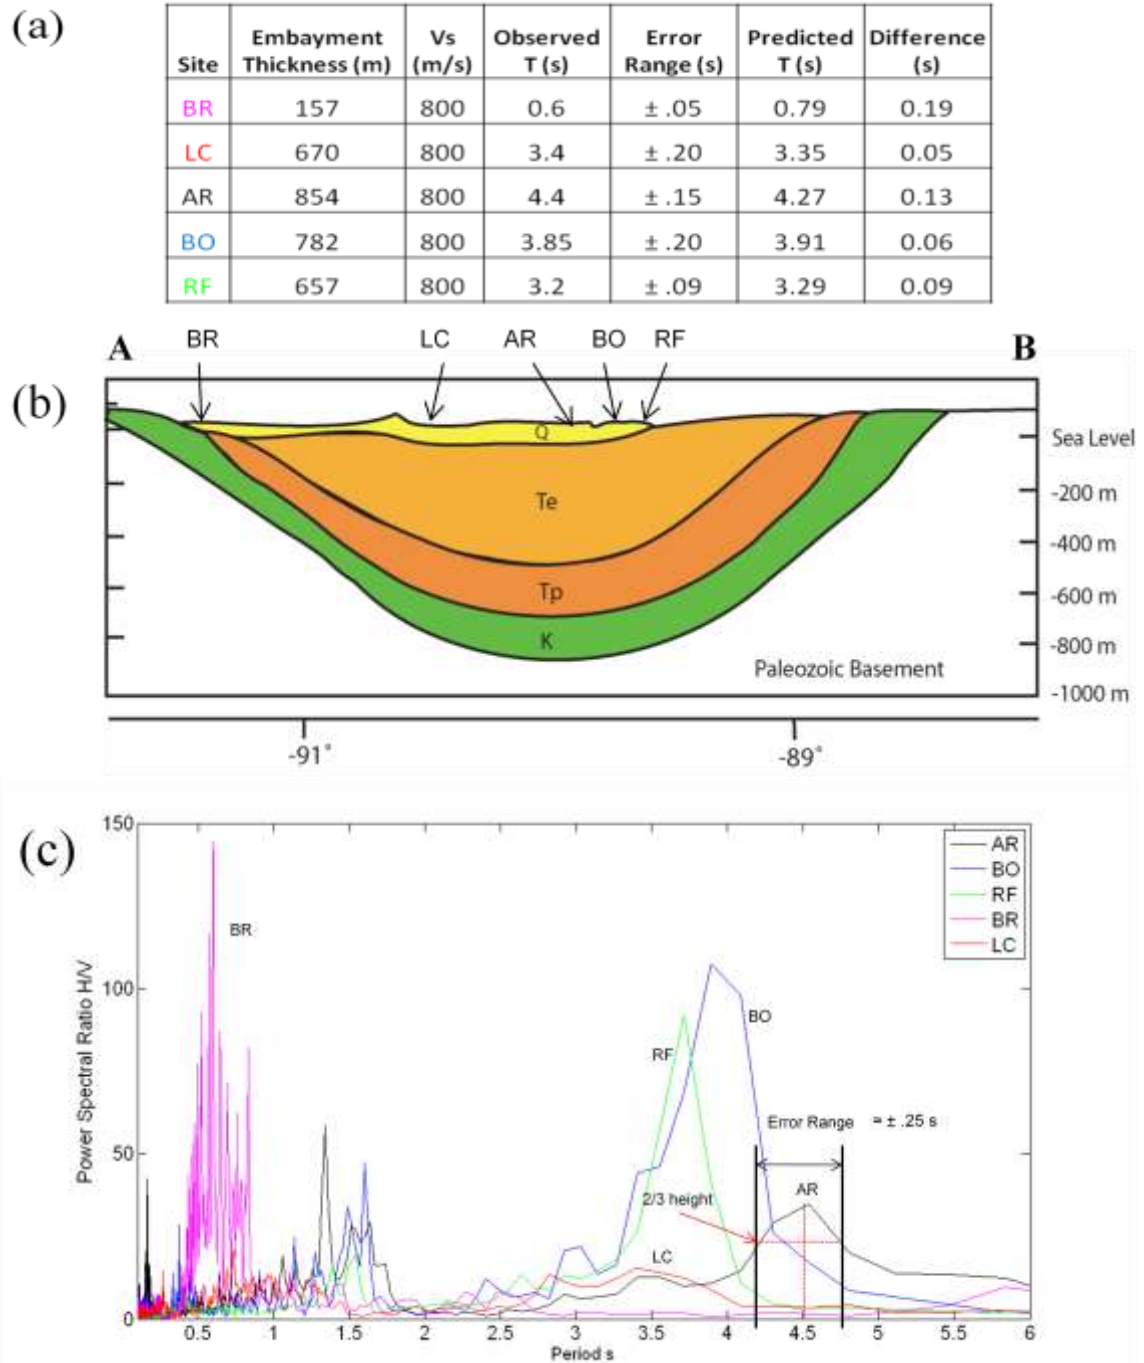 (a)
Site Embayment Thickness (m) Vs (m/s) Observed T (s) Error Range (s) Predicted T (s) Difference (s)
BR 157 800 0.6 ± .05 0.79 0.19
LC 670 800 3.4 ± .20 3.35 0.05
AR 854 800 4.4 ± .15 4.27 0.13
BO 782 800 3.85 ± .20 3.91 0.06
RF 657 800 3.2 ± .09 3.29 0.09
(b)
A BR LC AR BO RF B
Q
Sea Level
Te
-200 m
-400 m
Tp
-600 m
K
-800 m
Paleozoic Basement
-1000 m
-91° -89°
(c)
150
AR
BO
RF
BR
LC
BR
100
BO
RF
Error Range = ± .25 s
50
2/3 height
AR
LC
0
0.5 1 1.5 2 2.5 3 3.5 4 4.5 5 5.5 6
Power Spectral Ratio H/V
Period s